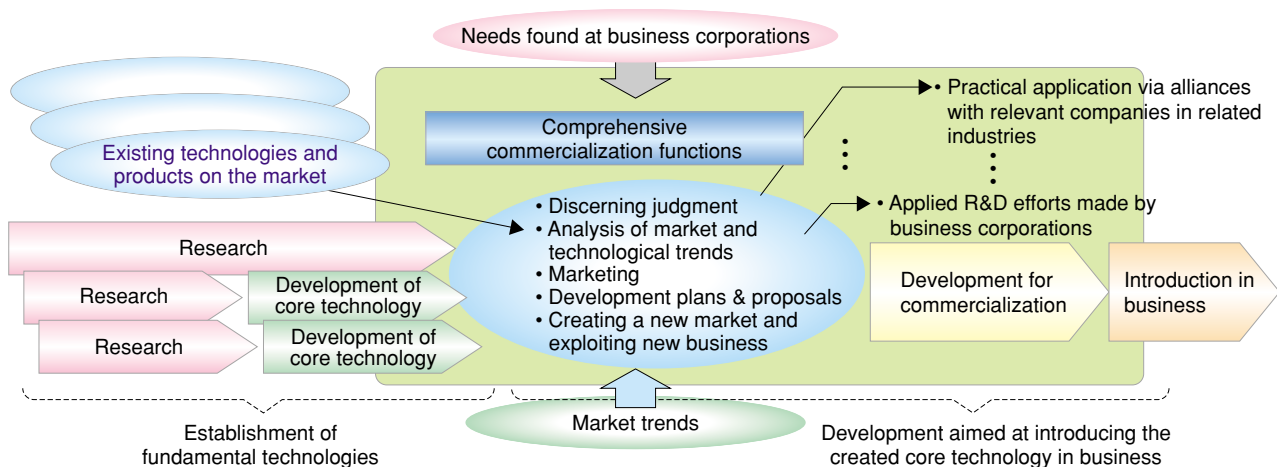 Needs found at business corporations
Existing technologies and
products on the market
Comprehensive
commercialization functions
• Practical application via alliances
with relevant companies in related
industries
• Applied R&D efforts made by
business corporations
• Discerning judgment
• Analysis of market and
technological trends
• Marketing
• Development plans & proposals
• Creating a new market and
exploiting new business
Research
Research
Development of
core technology
Research
Development of
core technology
Development for
commercialization
Introduction in
business
Market trends
Establishment of
fundamental technologies
Development aimed at introducing the
created core technology in business